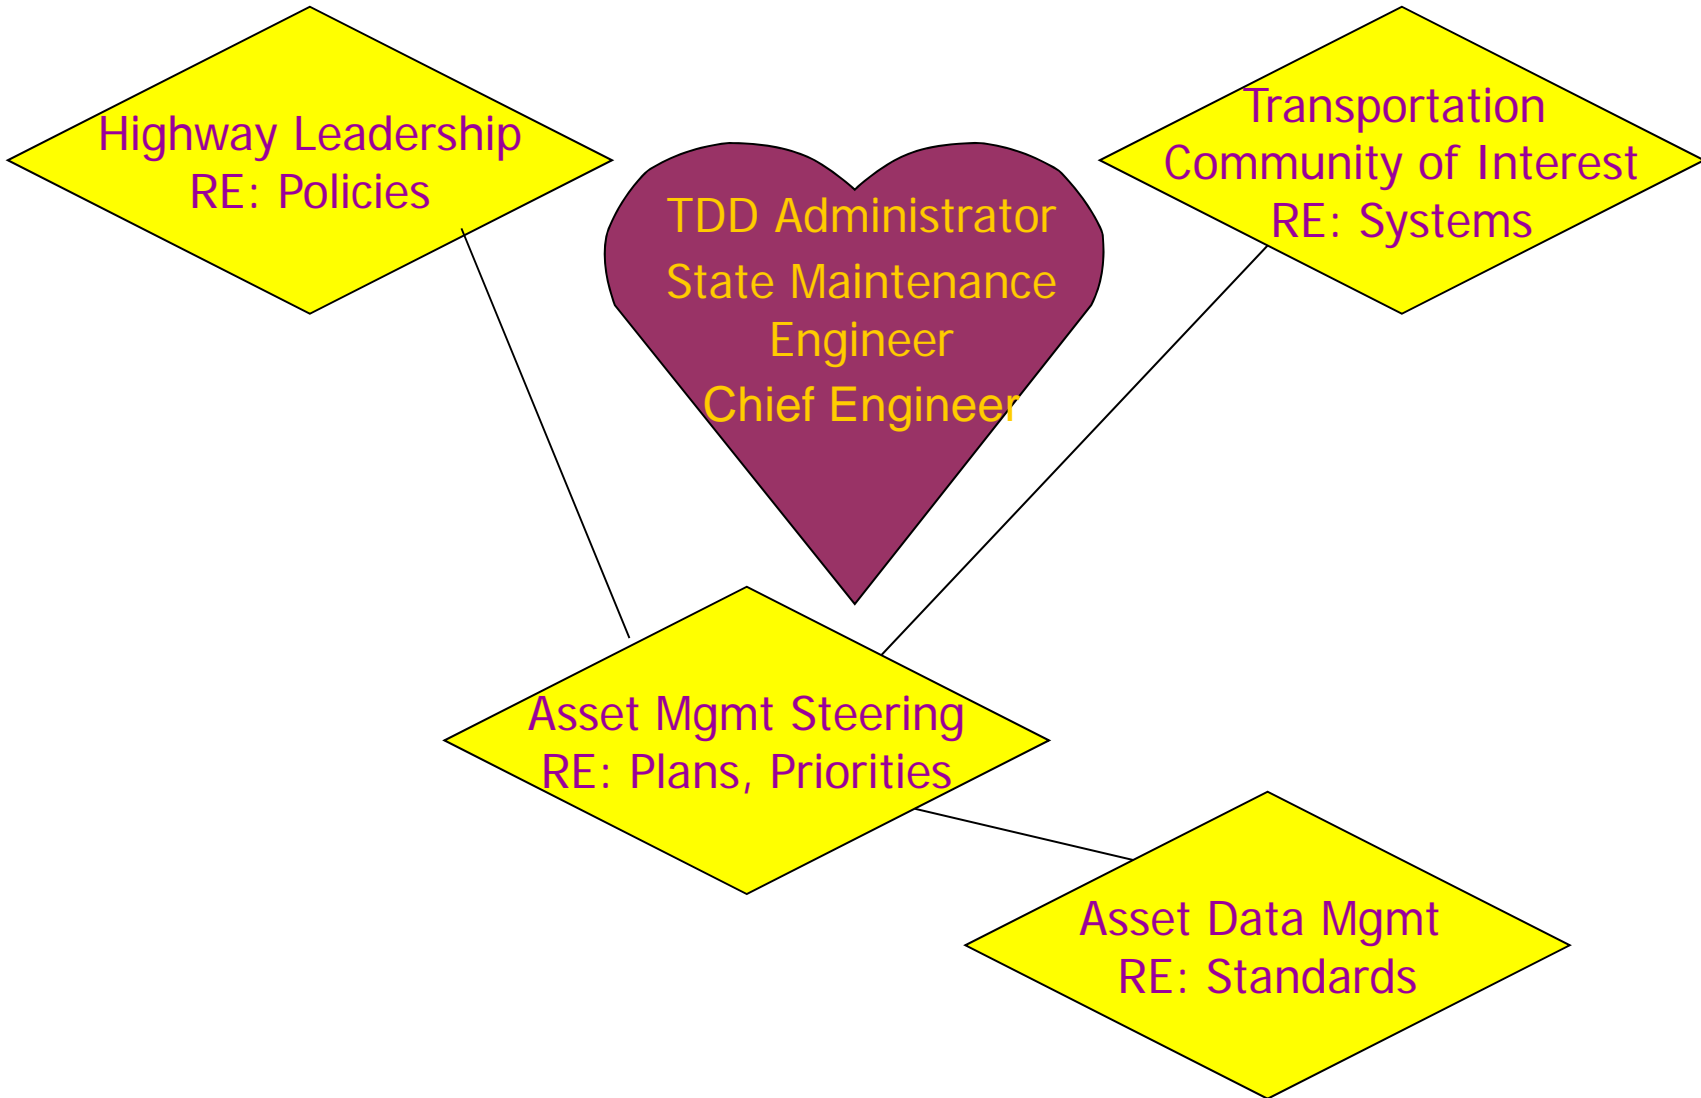 Highway Leadership
RE: Policies
TDD Administrator
State Maintenance
Engineer
Chief Engineer
Transportation
Community of Interest
RE: Systems
Asset Mgmt Steering
RE: Plans, Priorities
Asset Data Mgmt
RE: Standards